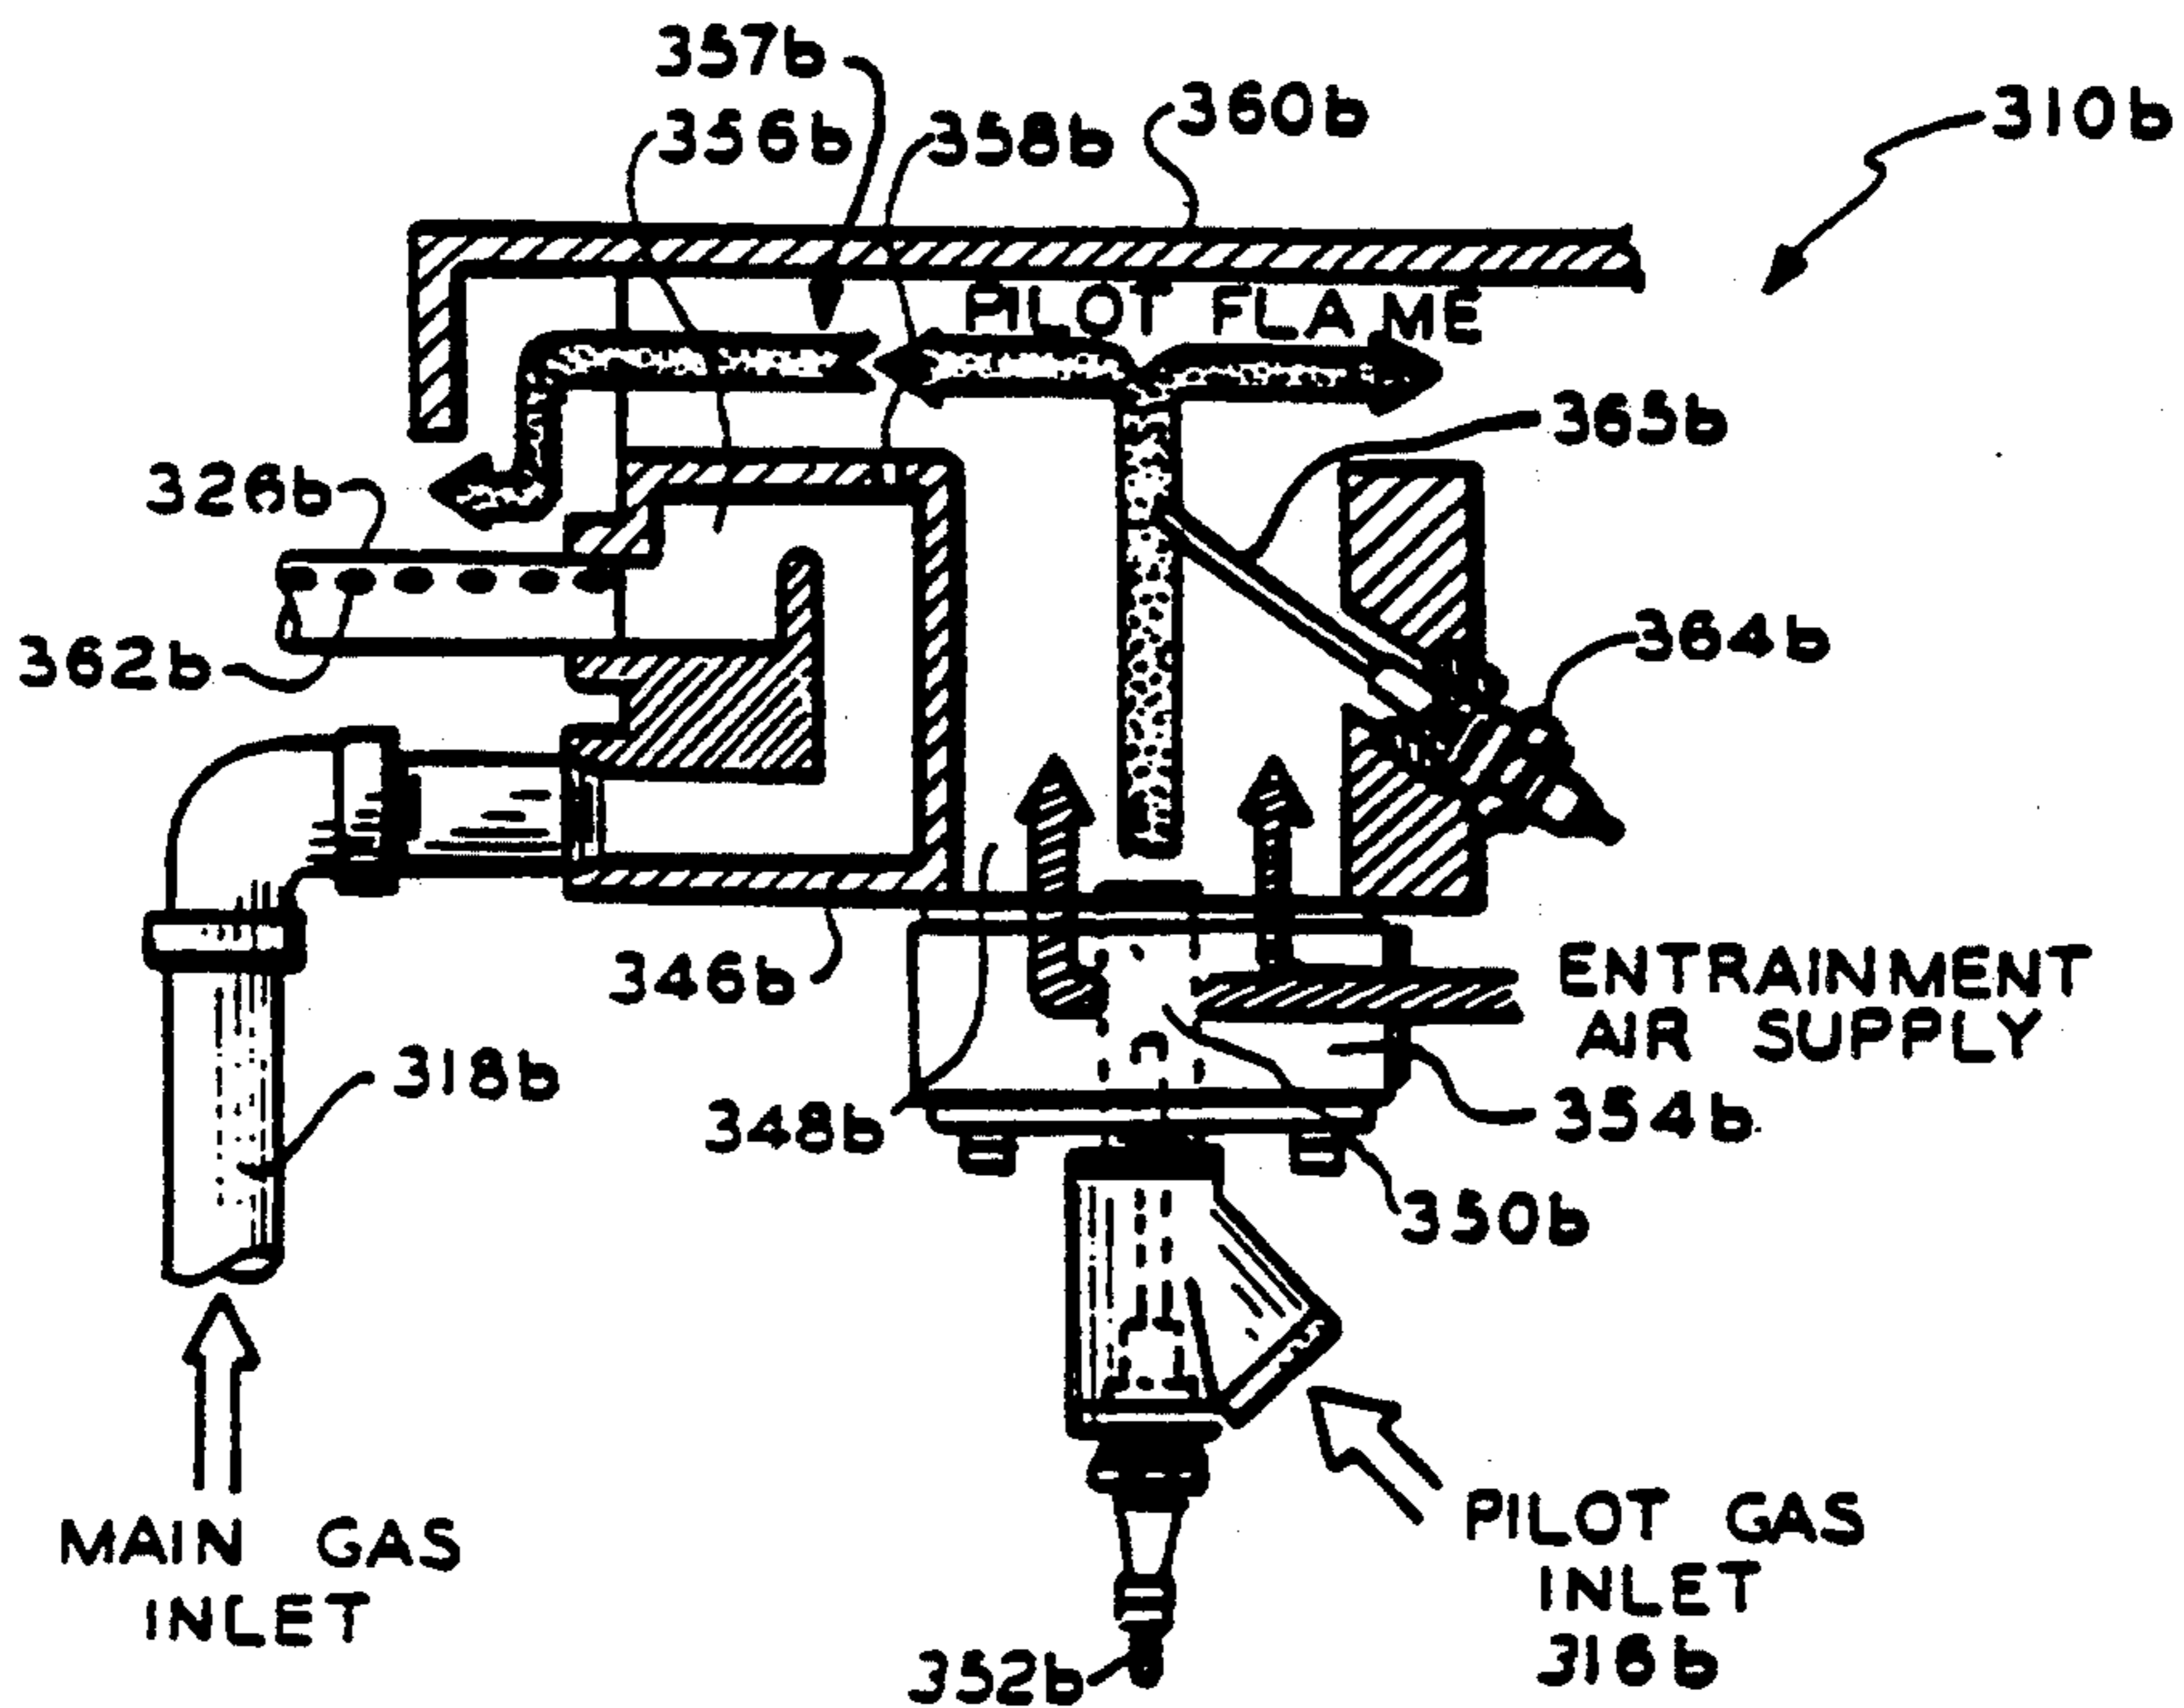 357b
356b
358b
360b
310b
PILOT FLAME
365b
326b
364b
362b
346b
ENTRAINMENT
AIR SUPPLY
318b
348b
354b
350b
MAIN GAS
INLET
PILOT GAS
INLET
316b
352b